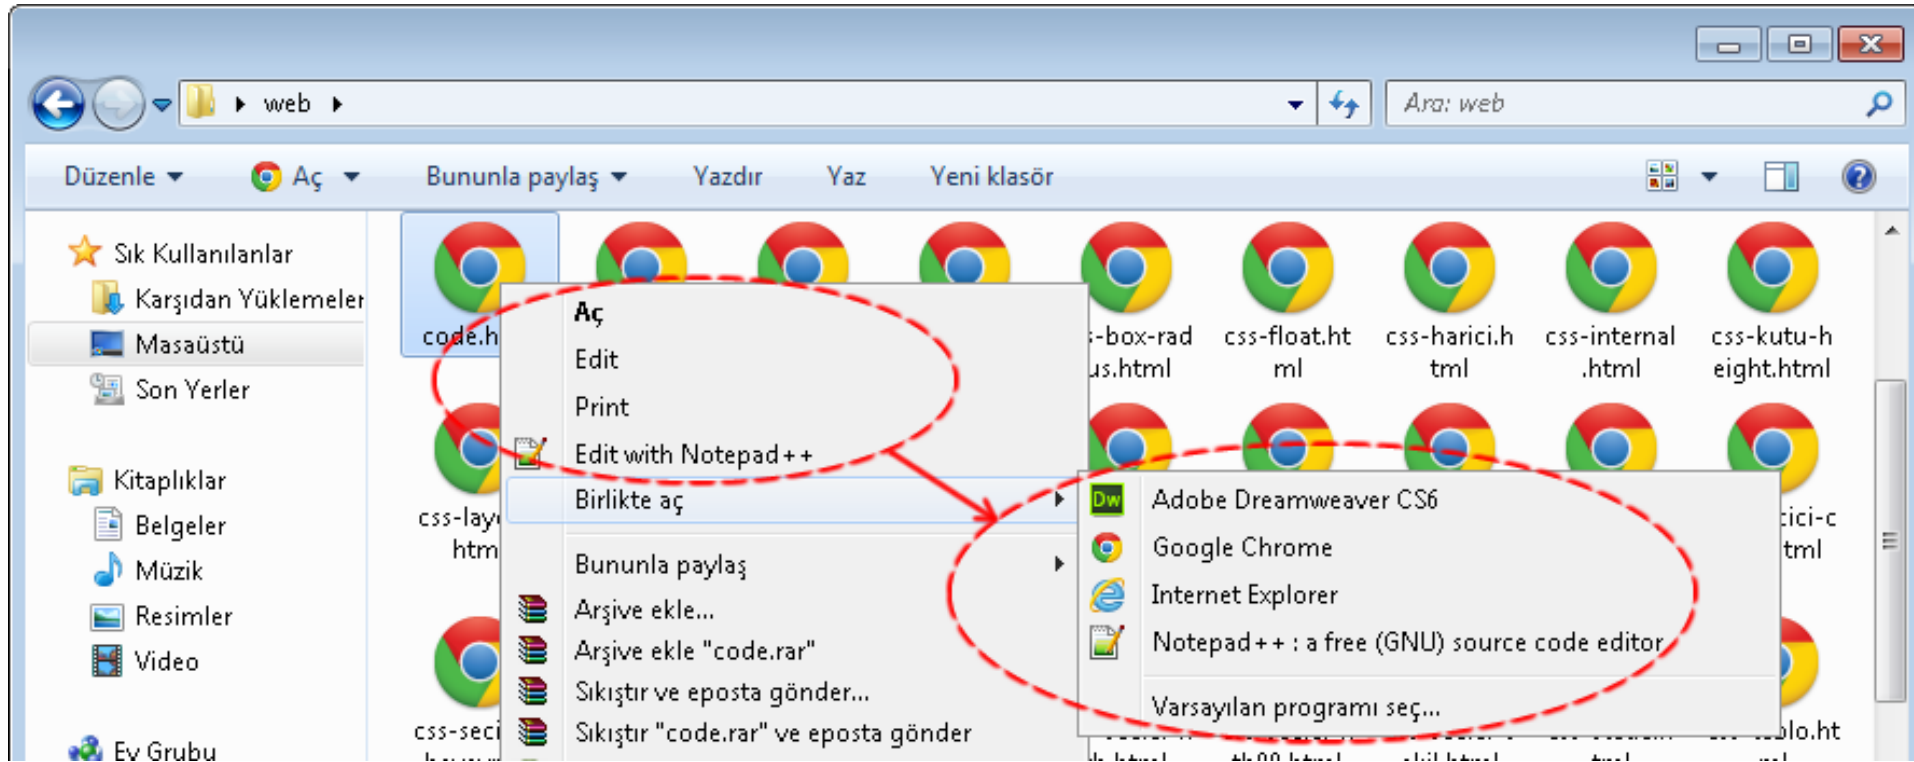 web
Ara: web
Düzenle
Aç
Bununla paylaş
Yazdır
Yaz
Yeni klasör
Sık Kullanılanlar
Karşıdan Yüklemeler
Masaüstü
Son Yerler
Kitaplıklar
Belgeler
Müzik
Resimler
Video
Ev Grubu
code.h
-box-rad
us.html
css-float.ht
ml
css-harici.h
tml
css-internal
.html
css-kutu-h
eight.html
css-lay
htm
ici-c
tml
css-seci
lo.ht
Aç
Edit
Print
Edit with Notepad++
Birlikte aç
Bununla paylaş
Arşive ekle...
Arşive ekle "code.rar"
Sıkıştır ve eposta gönder...
Sıkıştır "code.rar" ve eposta gönder
Dw
Adobe Dreamweaver CS6
Google Chrome
Internet Explorer
Notepad++ : a free (GNU) source code editor
Varsayılan programı seç...